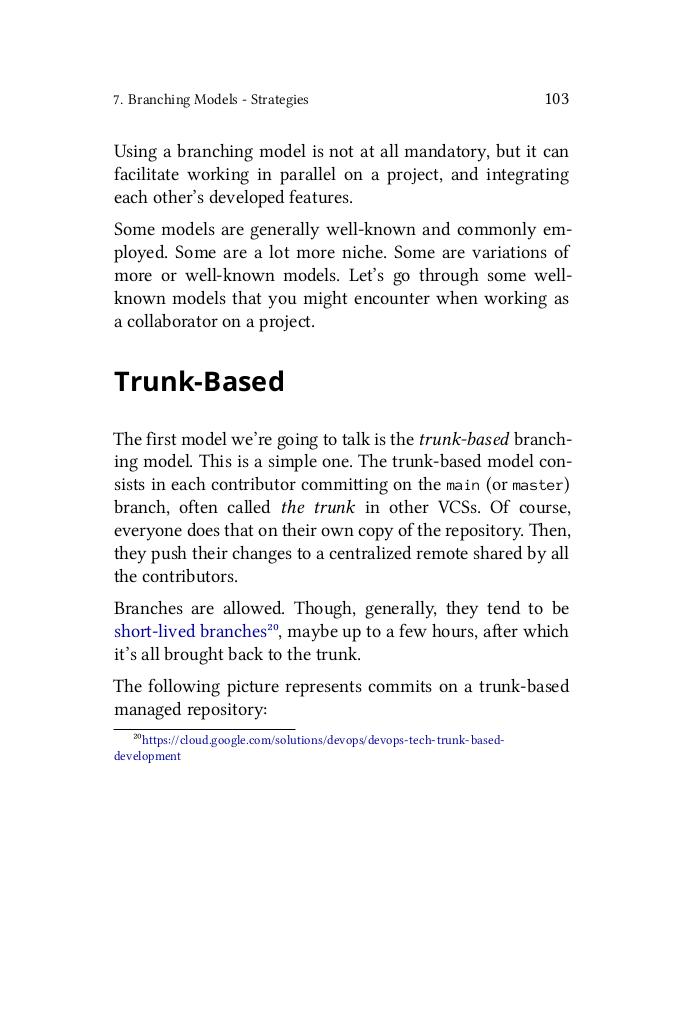 7. Branching Models - Strategies 103
Using a branching model is not at all mandatory, but it can
facilitate working in parallel on a project, and integrating
each other's developed features.
Some models are generally well-known and commonly em-
ployed. Some are a lot more niche. Some are variations of
more or well-known models. Let's go through some well-
known models that you might encounter when working as
a collaborator on a project.
Trunk-Based
The first model we're going to talk is the trunk-based branch-
ing model. This is a simple one. The trunk-based model con-
sists in each contributor committing on the main (or master)
branch, often called the trunk in other VCSs. Of course,
everyone does that on their own copy of the repository. Then,
they push their changes to a centralized remote shared by all
the contributors.
Branches are allowed. Though, generally, they tend to be
short-lived branches²⁰, maybe up to a few hours, after which
it's all brought back to the trunk.
The following picture represents commits on a trunk-based
managed repository:
²⁰https://cloud.google.com/solutions/devops/devops-tech-trunk-based-
development